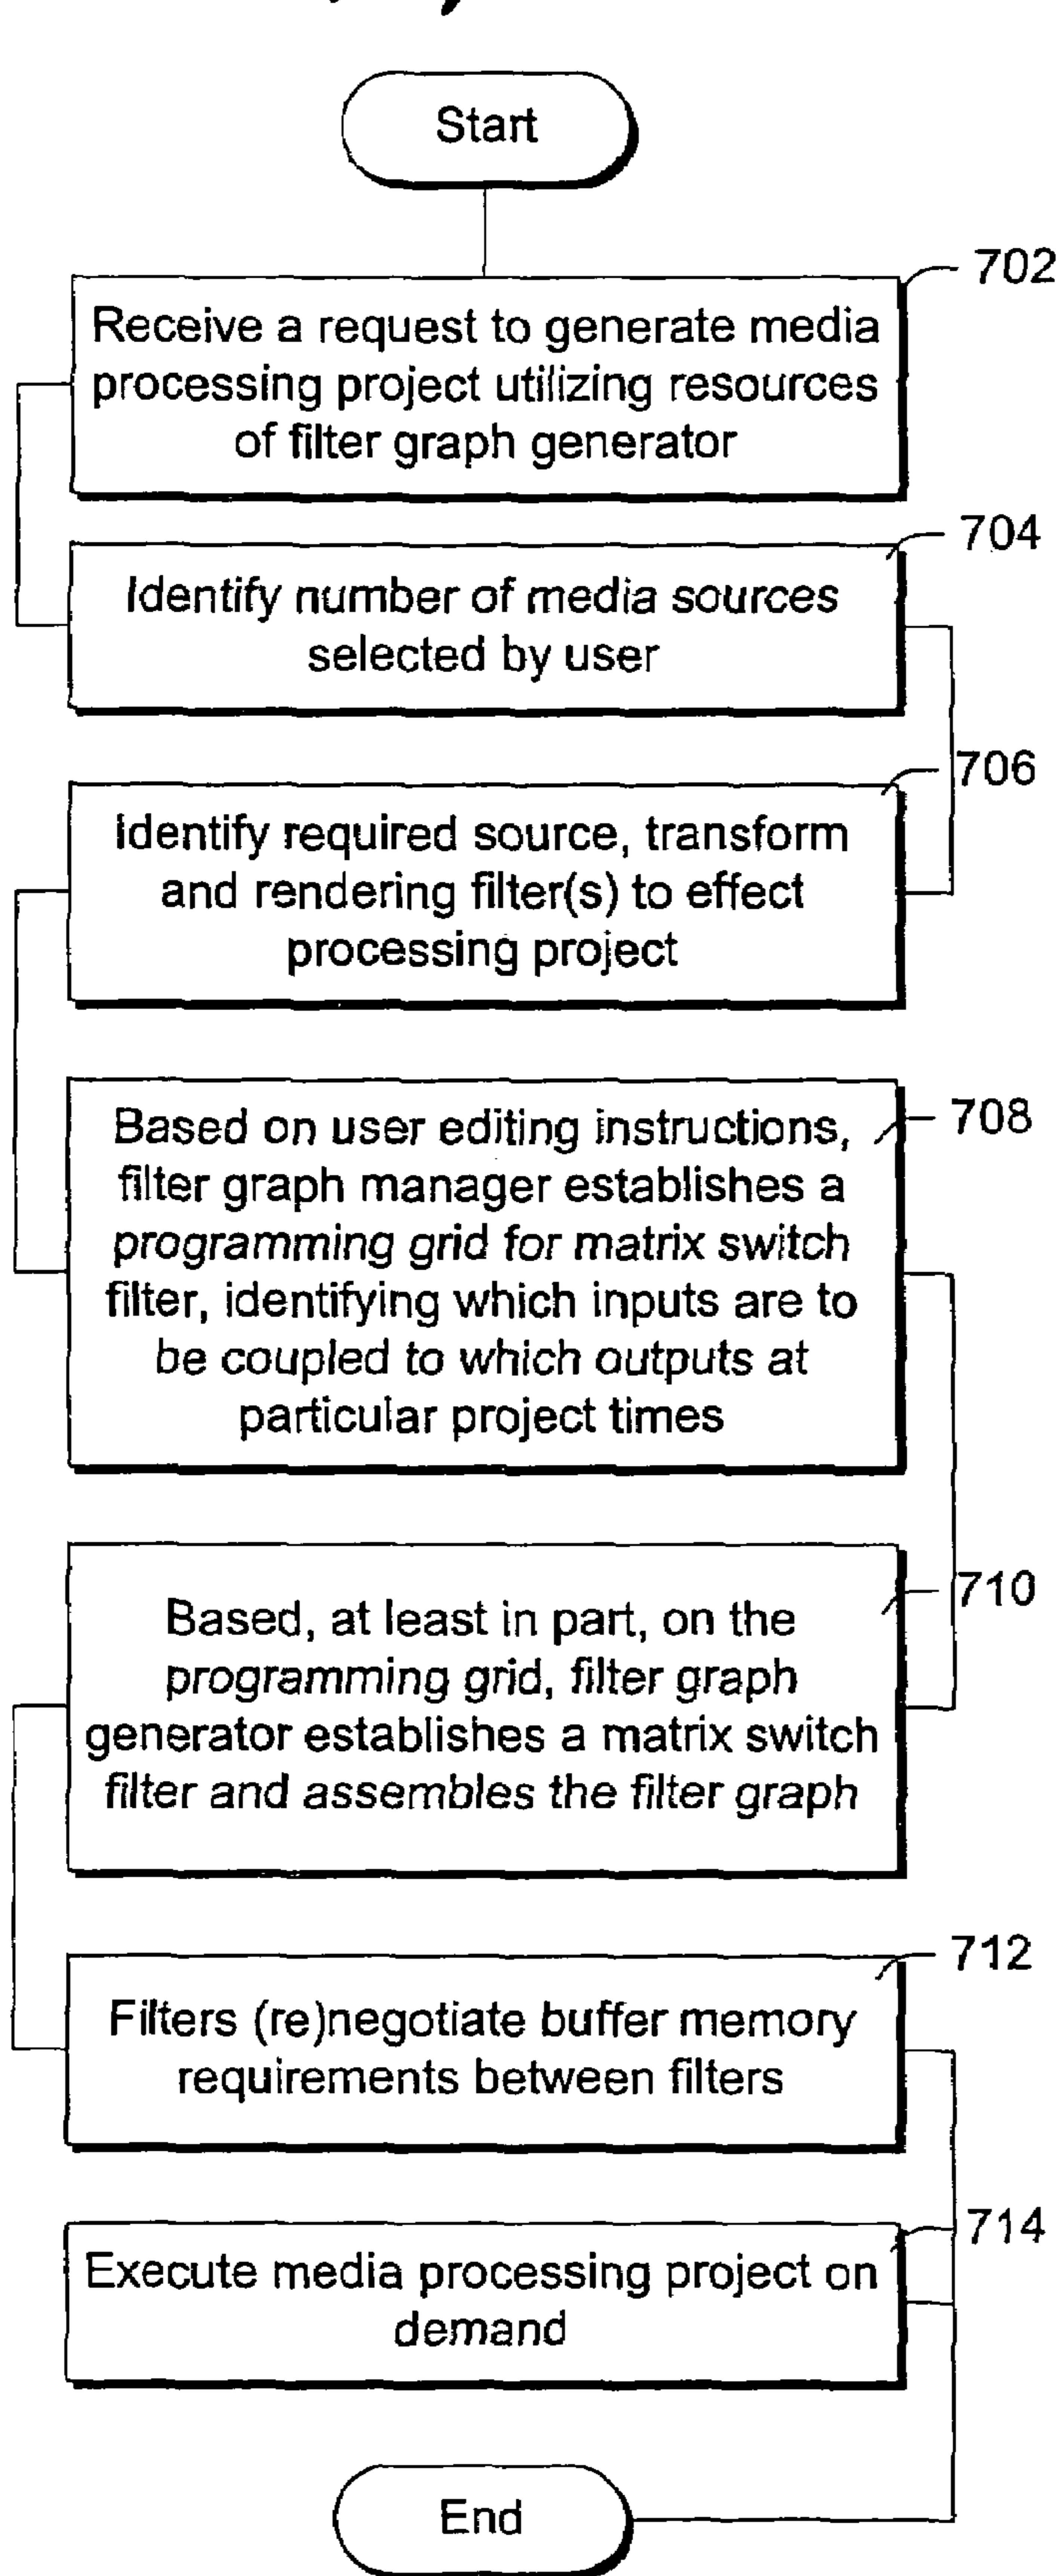 Start
702
Receive a request to generate media
processing project utilizing resources
of filter graph generator
704
Identify number of media sources
selected by user
706
Identify required source, transform
and rendering filter(s) to effect
processing project
708
Based on user editing instructions,
filter graph manager establishes a
programming grid for matrix switch
filter, identifying which inputs are to
be coupled to which outputs at
particular project times
710
Based, at least in part, on the
programming grid, filter graph
generator establishes a matrix switch
filter and assembles the filter graph
712
Filters (re)negotiate buffer memory
requirements between filters
714
Execute media processing project on
demand
End